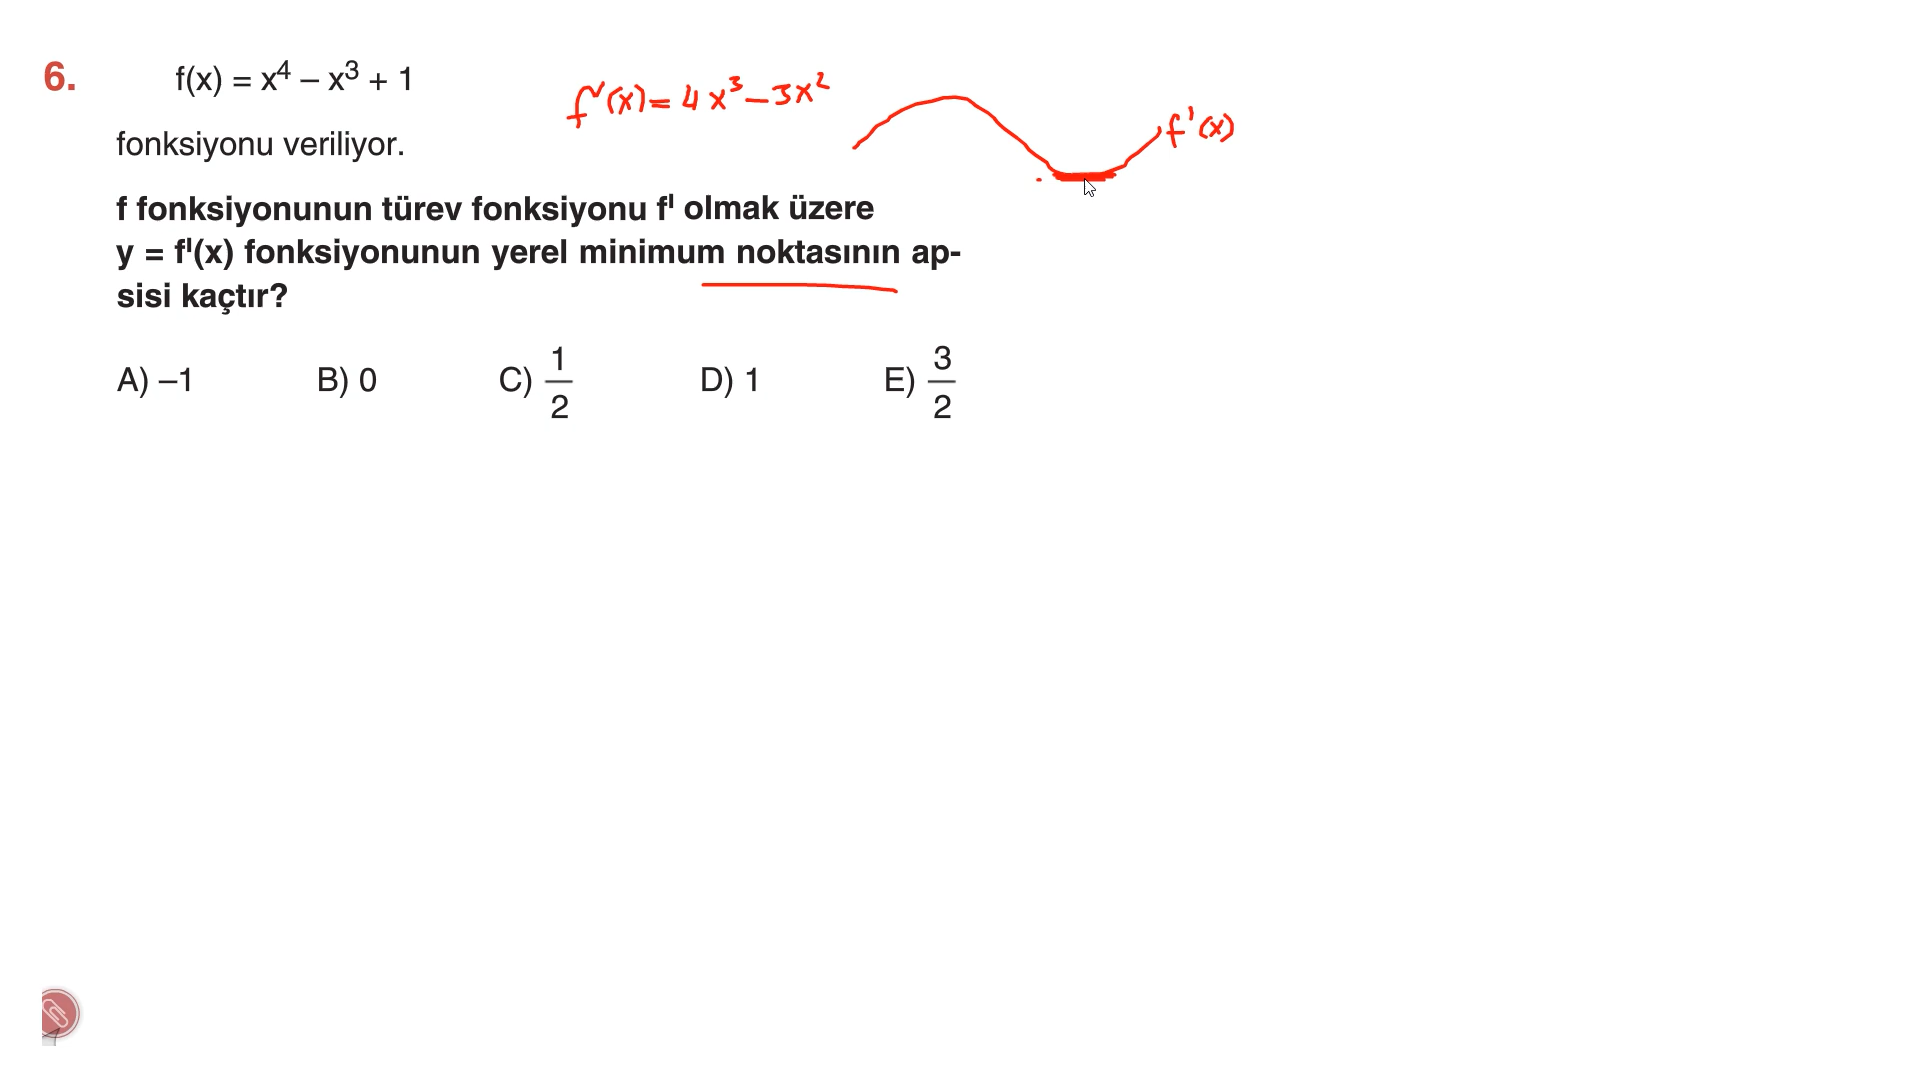 6. f(x) = x⁴ – x³ + 1
f'(x) = 4x³ – 3x²
f'(x)
fonksiyonu veriliyor.
f fonksiyonunun türev fonksiyonu f' olmak üzere
y = f'(x) fonksiyonunun yerel minimum noktasının ap-
sisi kaçtır?
A) –1 B) 0 C) 1/2 D) 1 E) 3/2